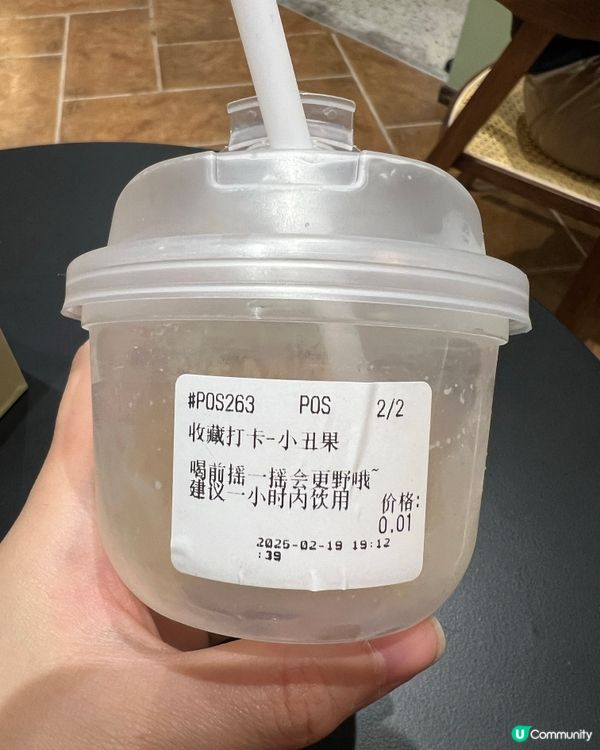 #POS263 POS 2/2
收藏打卡-小丑果
喝前摇一摇会更野哦~
建议一小时内饮用 价格:
0.01
2025-02-19 19:12
:39
U Community